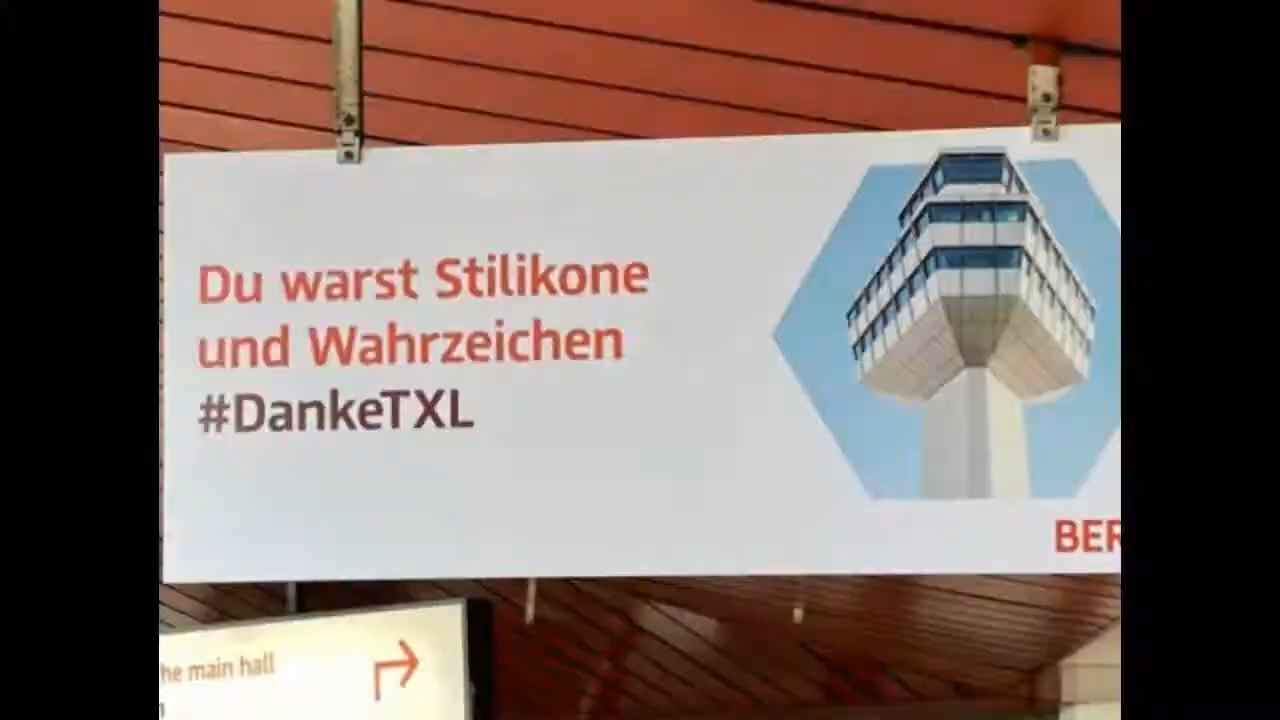 Du warst Stilikone
und Wahrzeichen
#DankeTXL
BER
he main hall